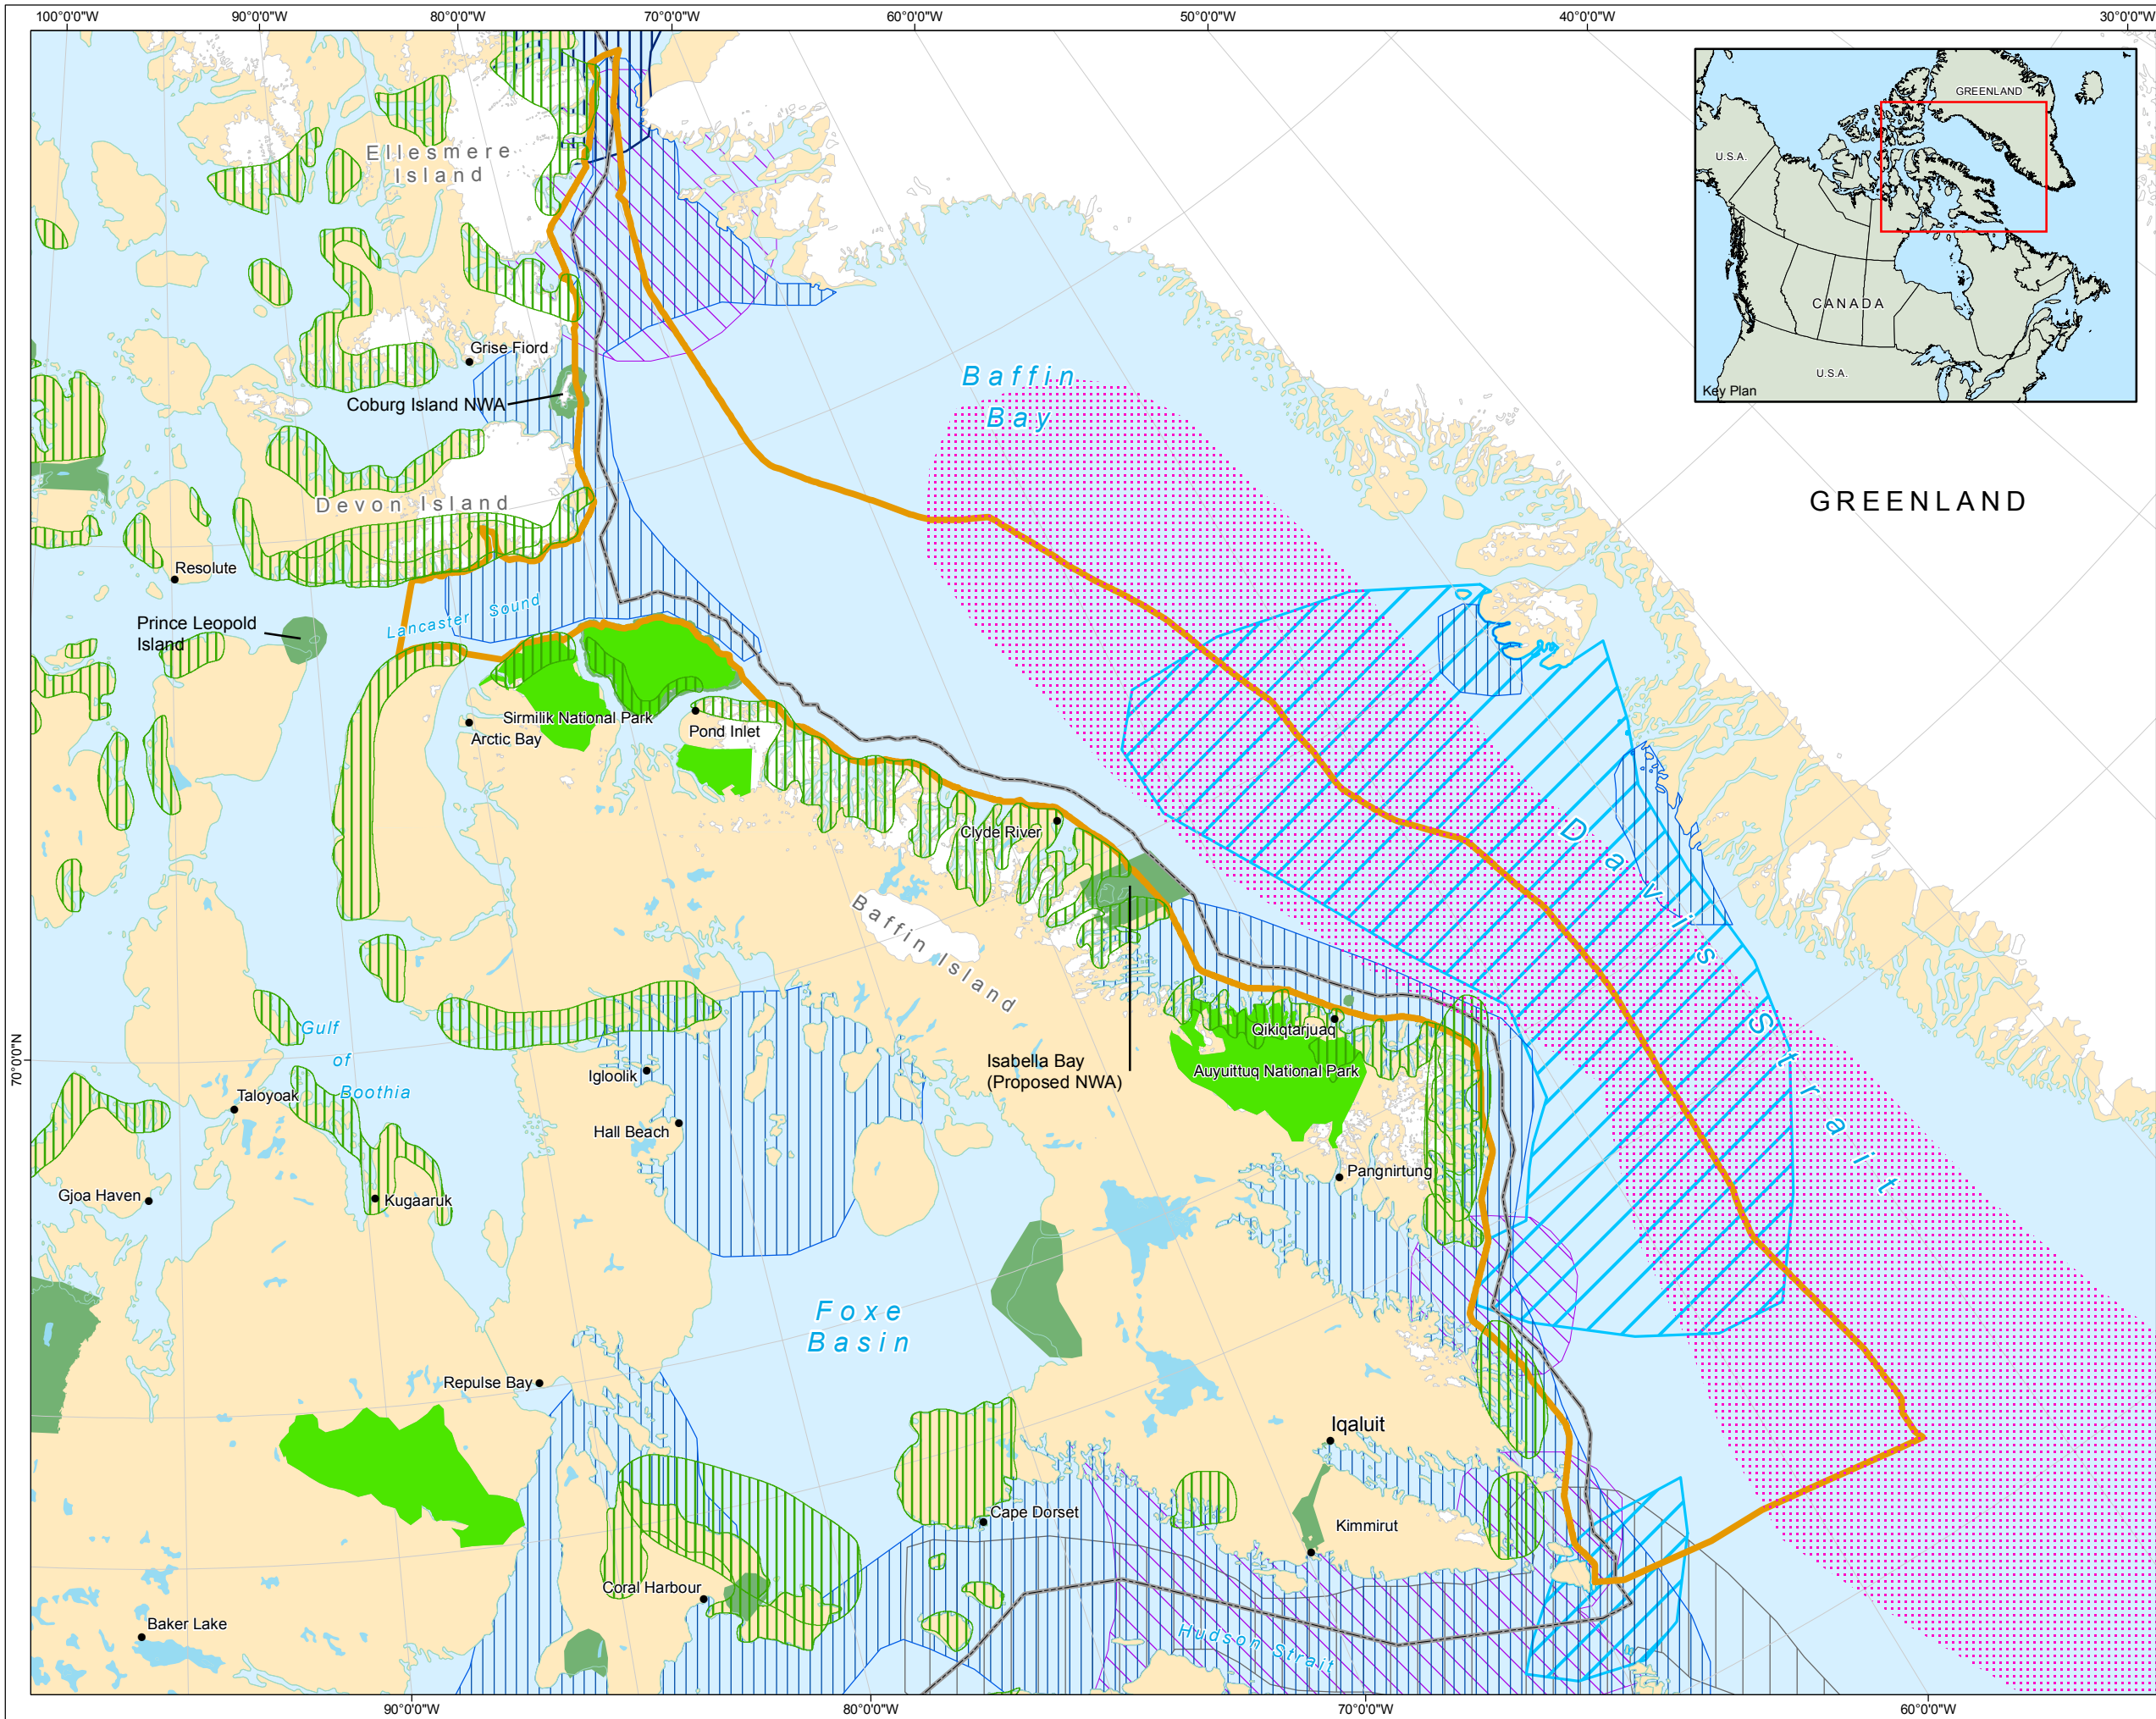 100°0'0"W
90°0'0"W
80°0'0"W
70°0'0"W
60°0'0"W
50°0'0"W
40°0'0"W
30°0'0"W
GREENLAND
U.S.A.
CANADA
U.S.A.
Key Plan
Ellesmere
Island
Grise Fiord
Coburg Island NWA
Baffin
Bay
Devon Island
GREENLAND
Resolute
Lancaster Sound
Prince Leopold
Island
Sirmilik National Park
Arctic Bay
Pond Inlet
Clyde River
Davis Strait
Baffin Island
Gulf
of
Boothia
70°0'0"N
Qikiqtarjuaq
Isabella Bay
(Proposed NWA)
Auyuittuq National Park
Igloolik
Taloyoak
Hall Beach
Pangnirtung
Gjoa Haven
Kugaaruk
Foxe
Basin
Repulse Bay
Iqaluit
Cape Dorset
Kimmirut
Coral Harbour
Baker Lake
Hudson Strait
90°0'0"W
80°0'0"W
70°0'0"W
60°0'0"W